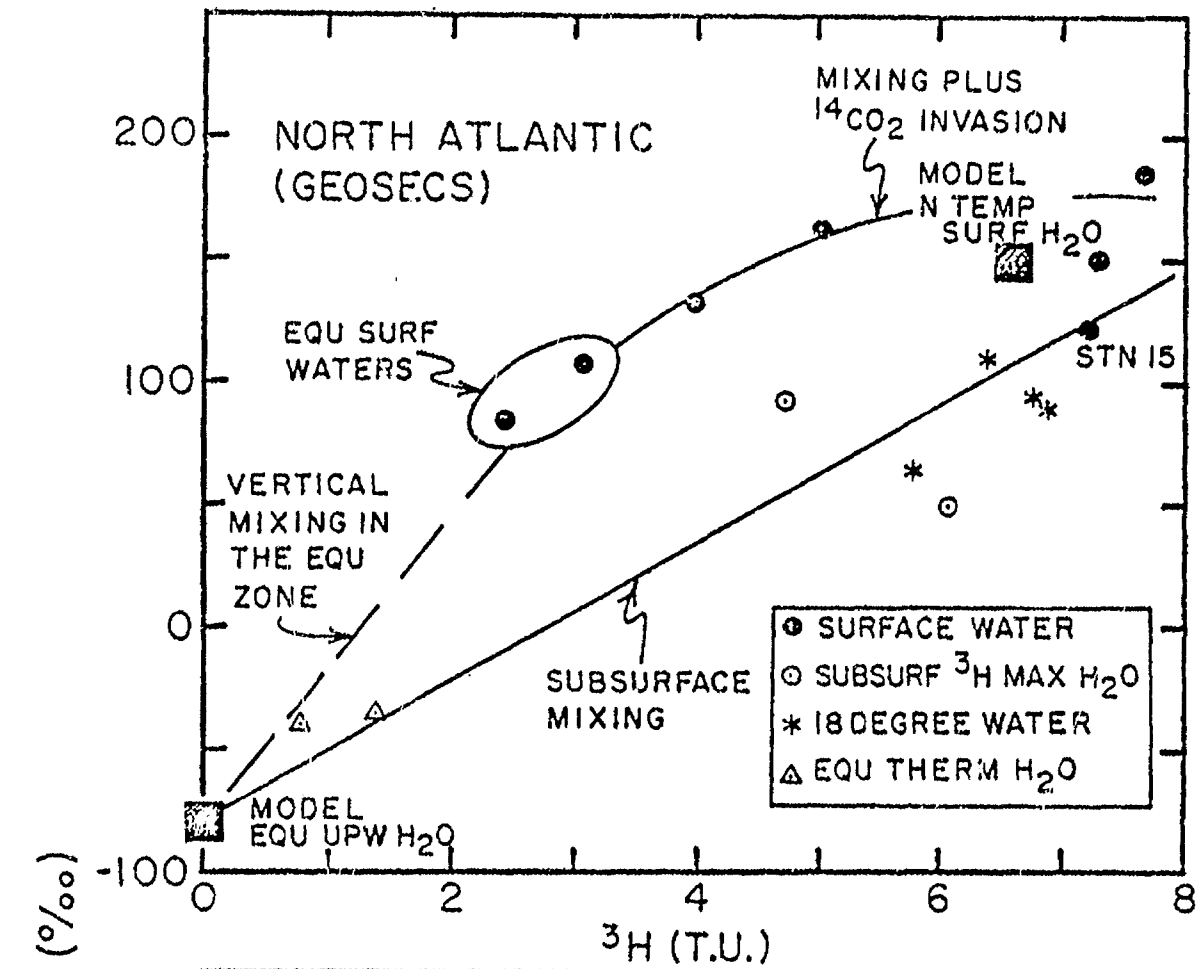 200
100
0
-100
(‰)
NORTH ATLANTIC
(GEOSECS)
MIXING PLUS
¹⁴CO₂ INVASION
MODEL
N TEMP
SURF H₂O
EQU SURF
WATERS
STN 15
VERTICAL
MIXING IN
THE EQU
ZONE
SUBSURFACE
MIXING
SURFACE WATER
SUBSURF ³H MAX H₂O
18 DEGREE WATER
EQU THERM H₂O
MODEL
EQU UPW H₂O
0 2 4 6 8
³H (T.U.)